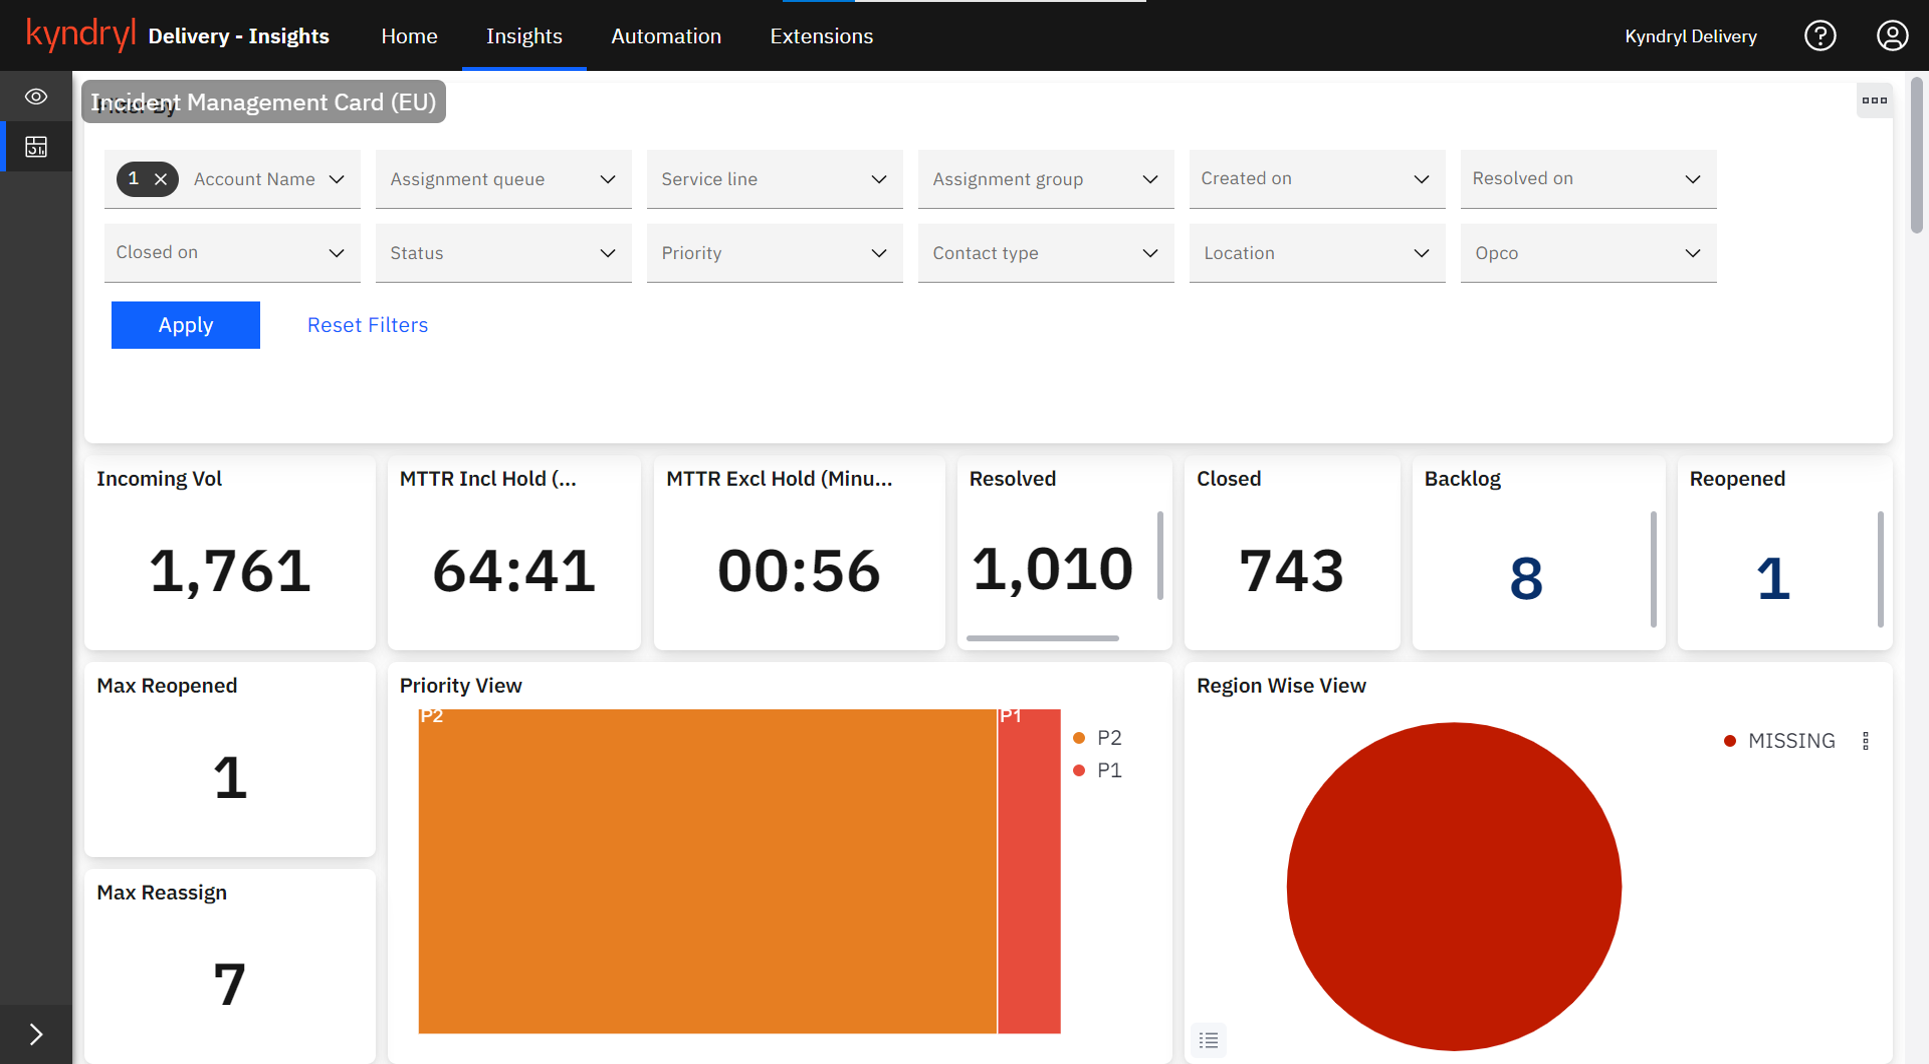 kyndryl Delivery - Insights Home Insights Automation Extensions Kyndryl Delivery
Filter By
Incident Management Card (EU)
1 Account Name Assignment queue Service line Assignment group Created on Resolved on
Closed on Status Priority Contact type Location Opco
Apply Reset Filters
Incoming Vol MTTR Incl Hold (... MTTR Excl Hold (Minu... Resolved Closed Backlog Reopened
1,761 64:41 00:56 1,010 743 8 1
Max Reopened Priority View Region Wise View
P2 P1
P2
P1
MISSING
1
Max Reassign
7